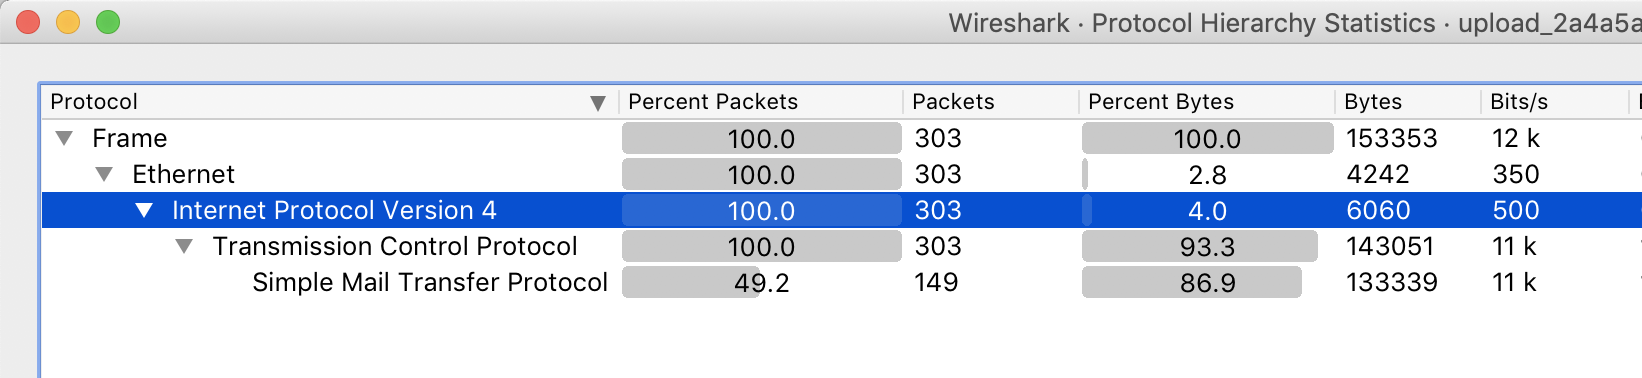 Wireshark · Protocol Hierarchy Statistics · upload_2a4a5a
Protocol Percent Packets Packets Percent Bytes Bytes Bits/s
Frame 100.0 303 100.0 153353 12 k
Ethernet 100.0 303 2.8 4242 350
Internet Protocol Version 4 100.0 303 4.0 6060 500
Transmission Control Protocol 100.0 303 93.3 143051 11 k
Simple Mail Transfer Protocol 49.2 149 86.9 133339 11 k